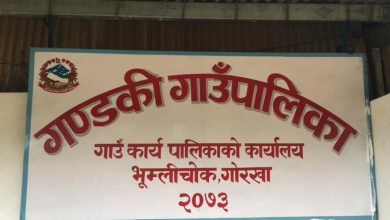 गण्डकी गाउँपालिका
गाउँ कार्य पालिकाको कार्यालय
भूम्लीचोक,गोरखा
२०७३